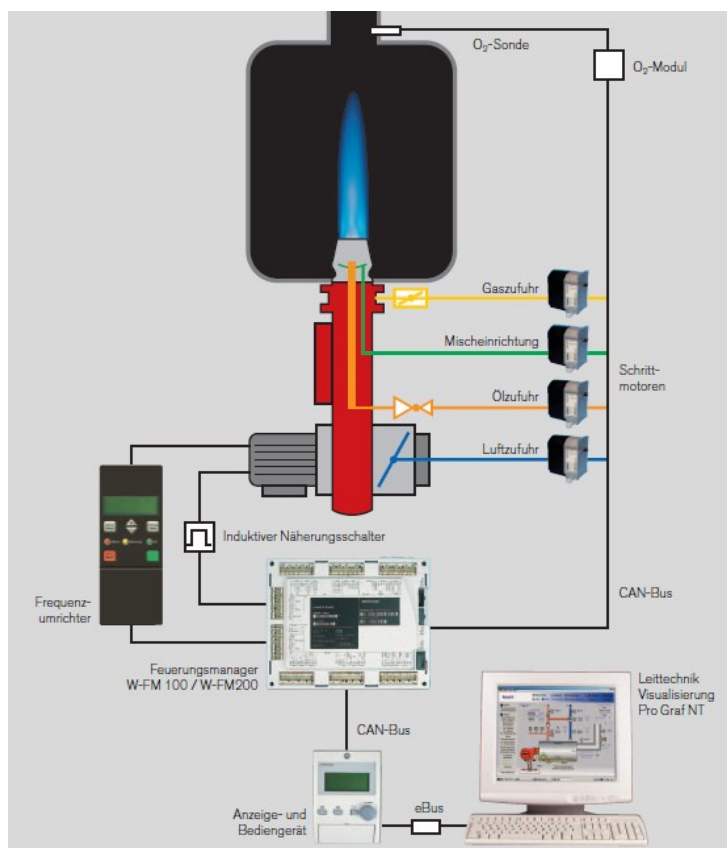 O₂-Sonde
O₂-Modul
Gaszufuhr
Mischeinrichtung
Schritt-
motoren
Ölzufuhr
Luftzufuhr
Induktiver Näherungsschalter
Frequenz-
umrichter
CAN-Bus
Feuerungsmanager
W-FM 100 / W-FM200
Leittechnik
Visualisierung
Pro Graf NT
CAN-Bus
Anzeige- und
Bediengerät
eBus